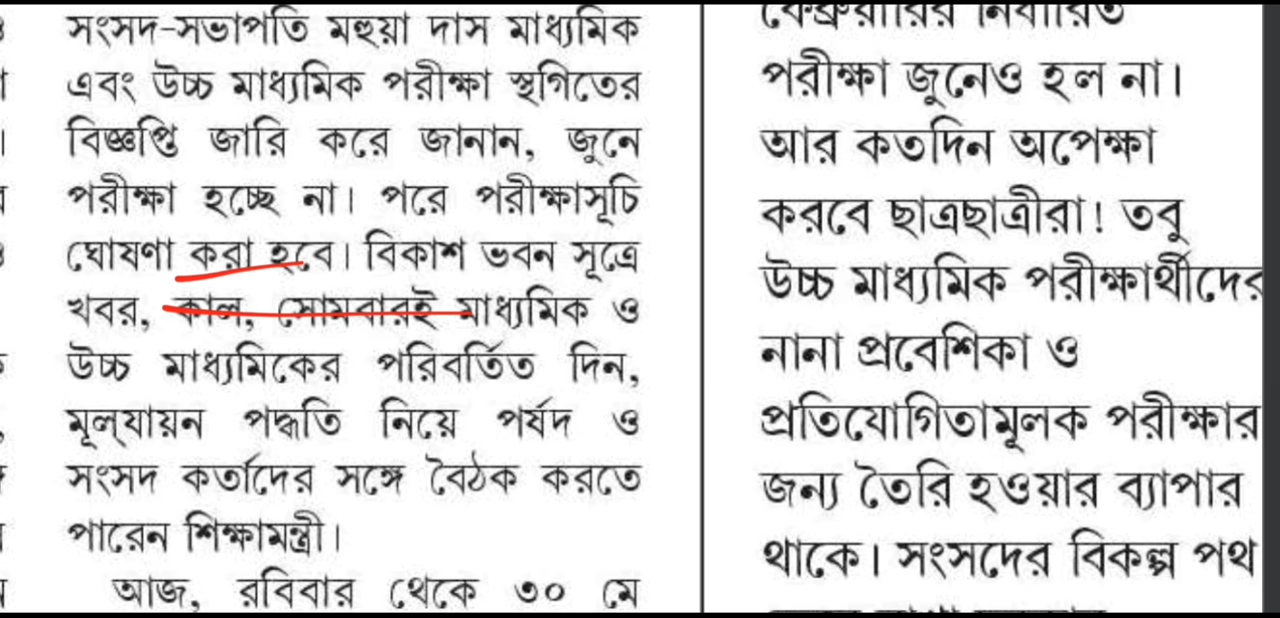 সংসদ-সভাপতি মহুয়া দাস মাধ্যমিক
এবং উচ্চ মাধ্যমিক পরীক্ষা স্থগিতের
বিজ্ঞপ্তি জারি করে জানান, জুনে
পরীক্ষা হচ্ছে না। পরে পরীক্ষাসূচি
ঘোষণা করা হবে। বিকাশ ভবন সূত্রে
খবর, কাল, সোমবারই মাধ্যমিক ও
উচ্চ মাধ্যমিকের পরিবর্তিত দিন,
মূল্‌যায়ন পদ্ধতি নিয়ে পর্ষদ ও
সংসদ কর্তাদের সঙ্গে বৈঠক করতে
পারেন শিক্ষামন্ত্রী।
আজ, রবিবার থেকে ৩০ মে
ফেব্রুয়ারির নির্ধারিত
পরীক্ষা জুনেও হল না।
আর কতদিন অপেক্ষা
করবে ছাত্রছাত্রীরা! তবু
উচ্চ মাধ্যমিক পরীক্ষার্থীদের
নানা প্রবেশিকা ও
প্রতিযোগিতামূলক পরীক্ষার
জন্য তৈরি হওয়ার ব্যাপার
থাকে। সংসদের বিকল্প পথ